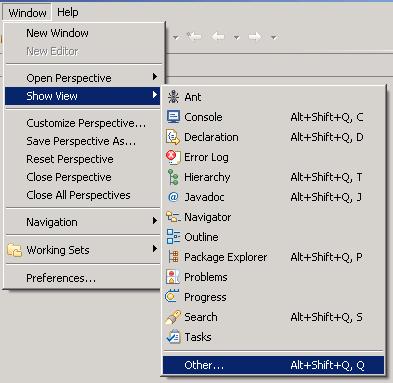 Window Help
New Window
New Editor
Open Perspective
Show View
Customize Perspective...
Save Perspective As...
Reset Perspective
Close Perspective
Close All Perspectives
Navigation
Working Sets
Preferences...
Ant
Console Alt+Shift+Q, C
Declaration Alt+Shift+Q, D
Error Log
Hierarchy Alt+Shift+Q, T
Javadoc Alt+Shift+Q, J
Navigator
Outline
Package Explorer Alt+Shift+Q, P
Problems
Progress
Search Alt+Shift+Q, S
Tasks
Other... Alt+Shift+Q, Q